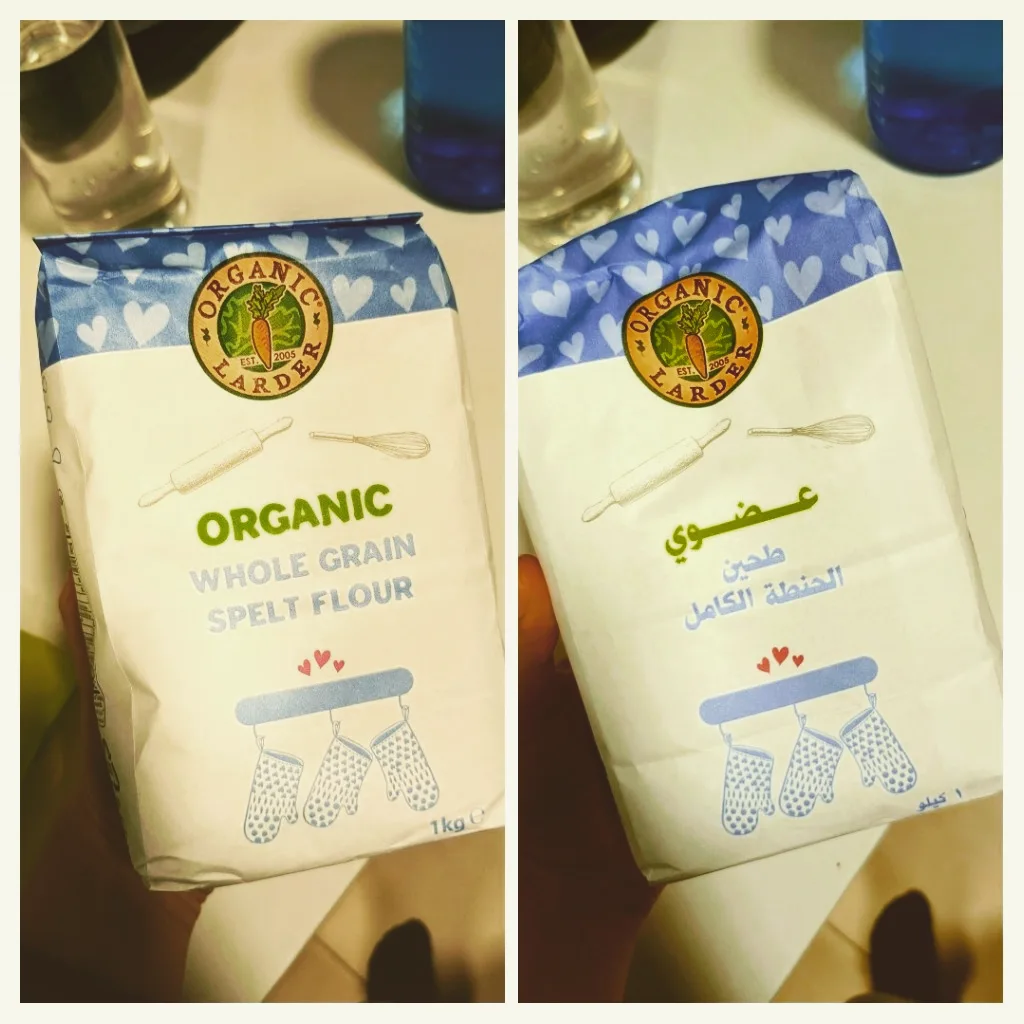 ORGANIC
EST. 2005
LARDER
ORGANIC
WHOLE GRAIN
SPELT FLOUR
1kg ℮
ORGANIC
EST. 2005
LARDER
عضوي
طحين
الحنطة الكامل
١ كيلو